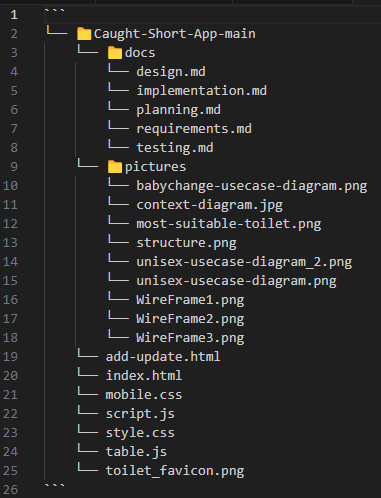 1 ```
2 └── 📁Caught-Short-App-main
3 └── 📁docs
4 └── design.md
5 └── implementation.md
6 └── planning.md
7 └── requirements.md
8 └── testing.md
9 └── 📁pictures
10 └── babychange-usecase-diagram.png
11 └── context-diagram.jpg
12 └── most-suitable-toilet.png
13 └── structure.png
14 └── unisex-usecase-diagram_2.png
15 └── unisex-usecase-diagram.png
16 └── WireFrame1.png
17 └── WireFrame2.png
18 └── WireFrame3.png
19 └── add-update.html
20 └── index.html
21 └── mobile.css
22 └── script.js
23 └── style.css
24 └── table.js
25 └── toilet_favicon.png
26 ```